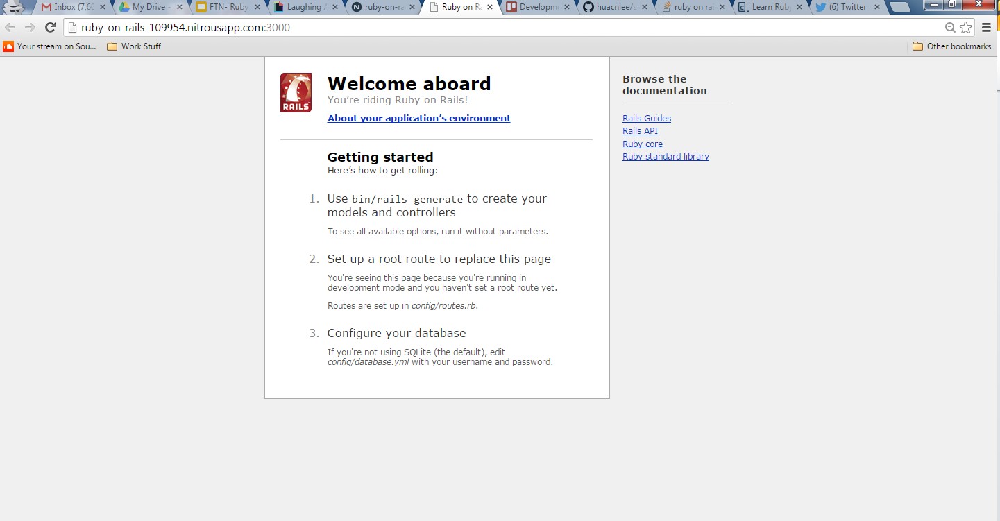 Inbox (7,60
My Drive -
FTN- Ruby
Laughing
ruby-on-ra
Ruby on Ra
Developm
huacnlee/s
ruby on rai
Learn Ruby
(6) Twitter
ruby-on-rails-109954.nitrousapp.com:3000
Your stream on Sou...
Work Stuff
Other bookmarks
RAILS
Welcome aboard
You’re riding Ruby on Rails!
About your application’s environment
Getting started
Here’s how to get rolling:
1. Use bin/rails generate to create your
models and controllers
To see all available options, run it without parameters.
2. Set up a root route to replace this page
You're seeing this page because you're running in
development mode and you haven't set a root route yet.
Routes are set up in config/routes.rb.
3. Configure your database
If you're not using SQLite (the default), edit
config/database.yml with your username and password.
Browse the
documentation
Rails Guides
Rails API
Ruby core
Ruby standard library